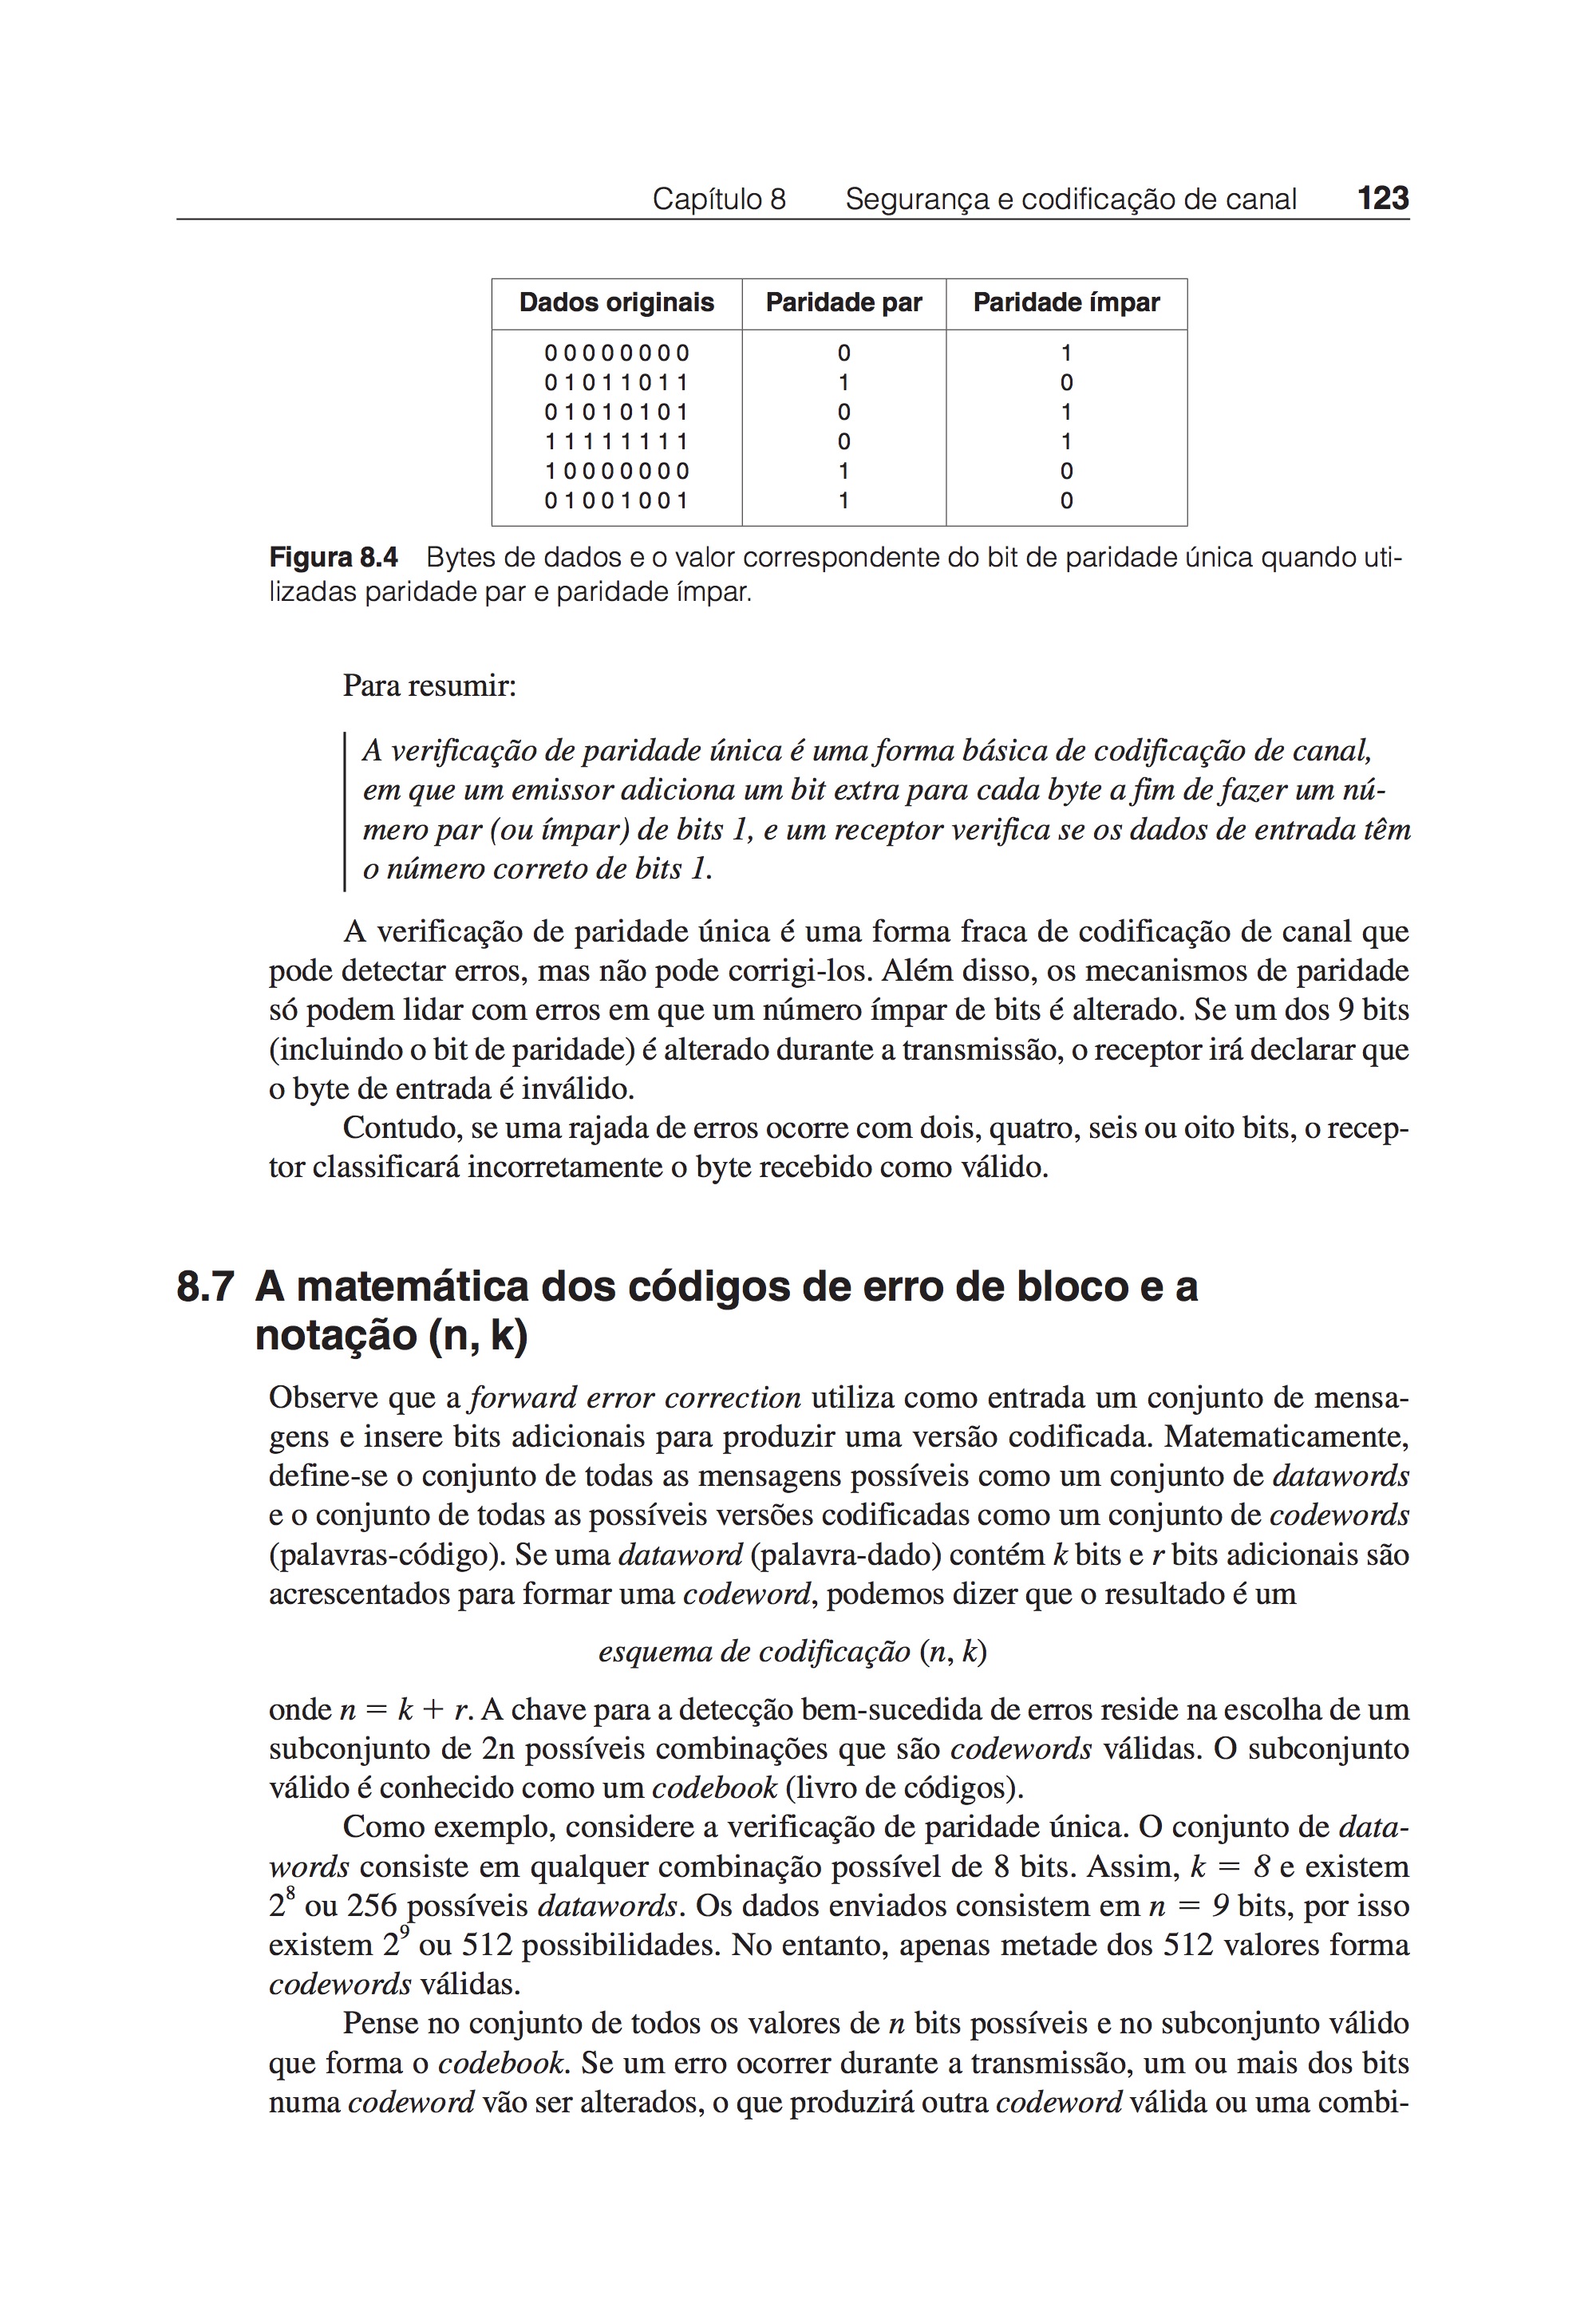 Capítulo 8 Segurança e codificação de canal 123
Dados originais Paridade par Paridade ímpar
0 0 0 0 0 0 0 0 0 1
0 1 0 1 1 0 1 1 1 0
0 1 0 1 0 1 0 1 0 1
1 1 1 1 1 1 1 1 0 1
1 0 0 0 0 0 0 0 1 0
0 1 0 0 1 0 0 1 1 0
Figura 8.4 Bytes de dados e o valor correspondente do bit de paridade única quando uti-
lizadas paridade par e paridade ímpar.
Para resumir:
A verificação de paridade única é uma forma básica de codificação de canal,
em que um emissor adiciona um bit extra para cada byte a fim de fazer um nú-
mero par (ou ímpar) de bits 1, e um receptor verifica se os dados de entrada têm
o número correto de bits 1.
A verificação de paridade única é uma forma fraca de codificação de canal que
pode detectar erros, mas não pode corrigi-los. Além disso, os mecanismos de paridade
só podem lidar com erros em que um número ímpar de bits é alterado. Se um dos 9 bits
(incluindo o bit de paridade) é alterado durante a transmissão, o receptor irá declarar que
o byte de entrada é inválido.
Contudo, se uma rajada de erros ocorre com dois, quatro, seis ou oito bits, o recep-
tor classificará incorretamente o byte recebido como válido.
8.7 A matemática dos códigos de erro de bloco e a
notação (n, k)
Observe que a forward error correction utiliza como entrada um conjunto de mensa-
gens e insere bits adicionais para produzir uma versão codificada. Matematicamente,
define-se o conjunto de todas as mensagens possíveis como um conjunto de datawords
e o conjunto de todas as possíveis versões codificadas como um conjunto de codewords
(palavras-código). Se uma dataword (palavra-dado) contém k bits e r bits adicionais são
acrescentados para formar uma codeword, podemos dizer que o resultado é um
esquema de codificação (n, k)
onde n = k + r. A chave para a detecção bem-sucedida de erros reside na escolha de um
subconjunto de 2n possíveis combinações que são codewords válidas. O subconjunto
válido é conhecido como um codebook (livro de códigos).
Como exemplo, considere a verificação de paridade única. O conjunto de data-
words consiste em qualquer combinação possível de 8 bits. Assim, k = 8 e existem
2⁸ ou 256 possíveis datawords. Os dados enviados consistem em n = 9 bits, por isso
existem 2⁹ ou 512 possibilidades. No entanto, apenas metade dos 512 valores forma
codewords válidas.
Pense no conjunto de todos os valores de n bits possíveis e no subconjunto válido
que forma o codebook. Se um erro ocorrer durante a transmissão, um ou mais dos bits
numa codeword vão ser alterados, o que produzirá outra codeword válida ou uma combi-